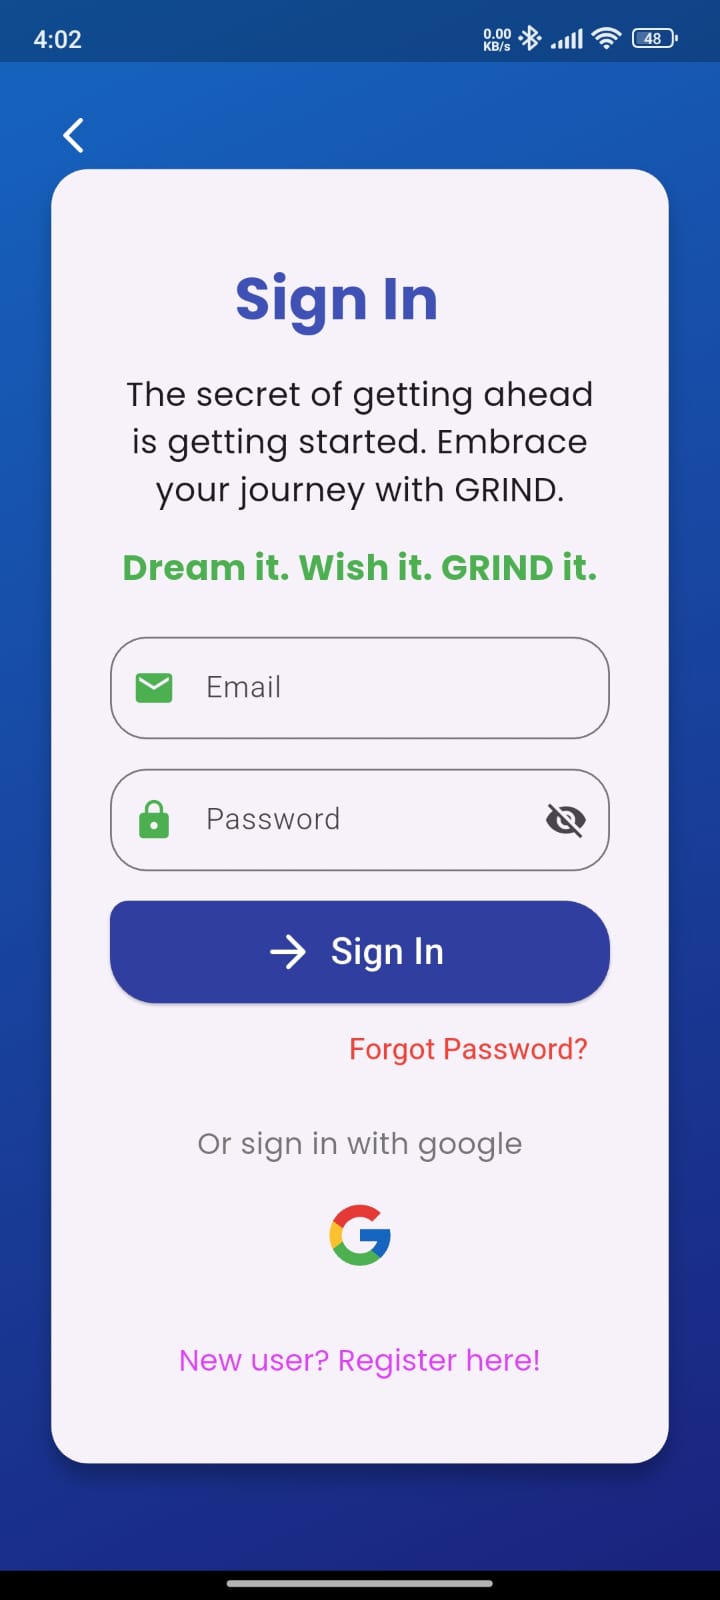 4:02
0.00
KB/s
48
Sign In
The secret of getting ahead
is getting started. Embrace
your journey with GRIND.
Dream it. Wish it. GRIND it.
Email
Password
Sign In
Forgot Password?
Or sign in with google
New user? Register here!